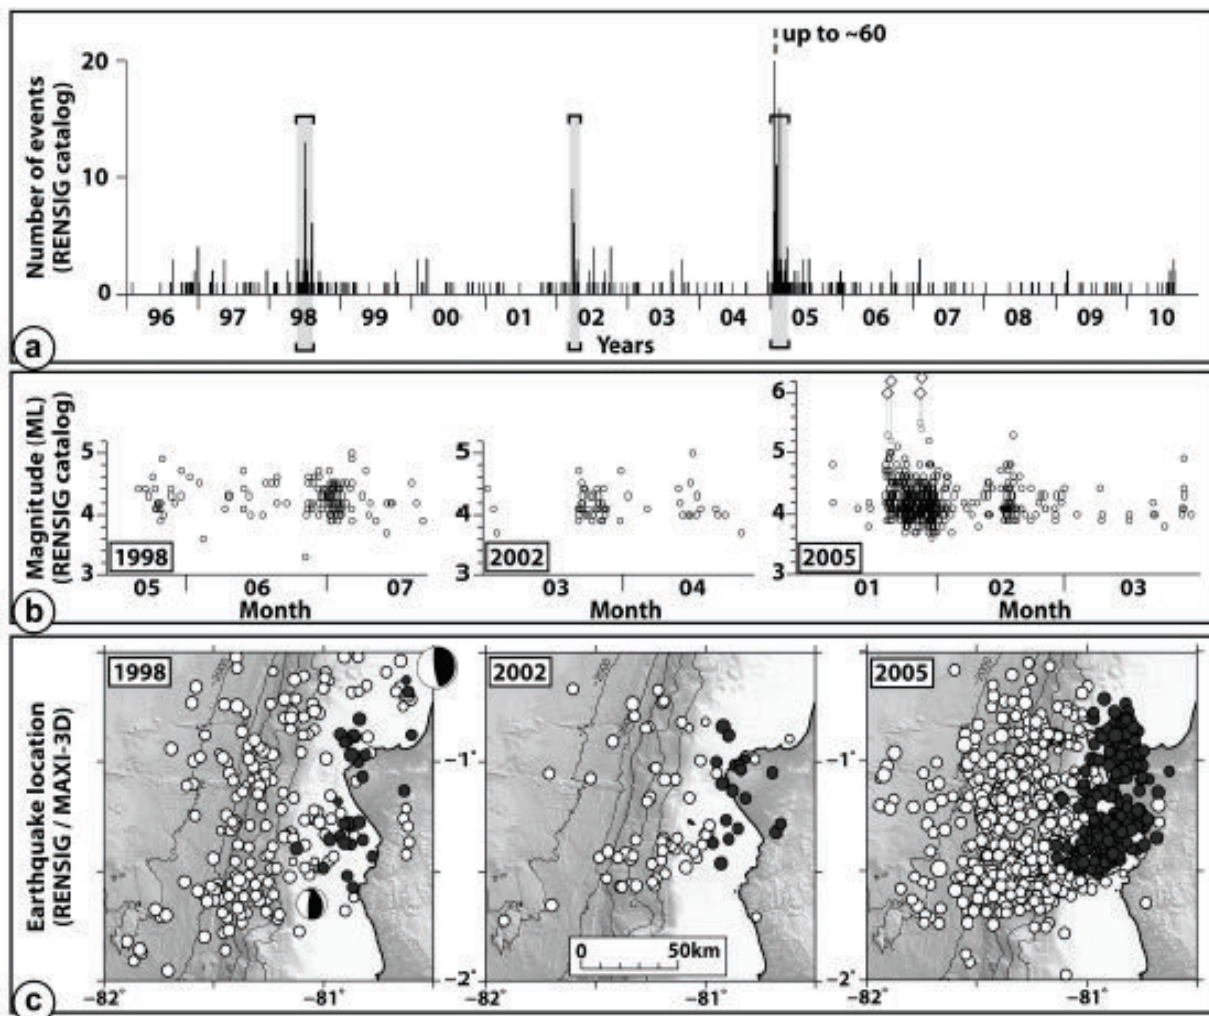 up to ~60
20
10
0
Number of events
(RENSIG catalog)
96 97 98 99 00 01 02 03 04 05 06 07 08 09 10
Years
a
Magnitude (ML)
(RENSIG catalog)
5
4
3
1998
05 06 07
Month
5
4
3
2002
03 04
Month
6
5
4
3
2005
01 02 03
Month
b
Earthquake location
(RENSIG / MAXI-3D)
1998
2002
2005
-1° -1°
0 50km
-2° -2°
-82° -81° -82° -81° -82° -81°
c